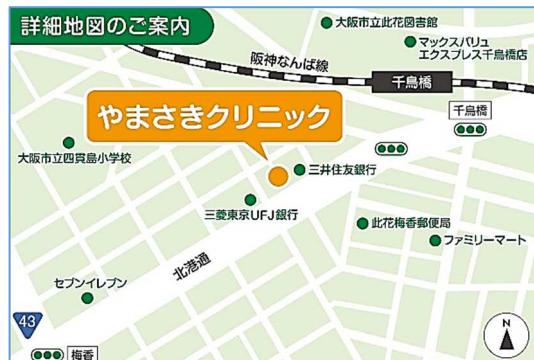 詳細地図のご案内
大阪市立此花図書館
マックスバリュ
エクスプレス千鳥橋店
阪神なんば線
千鳥橋
千鳥橋
やまさきクリニック
大阪市立四貫島小学校
三井住友銀行
三菱東京UFJ銀行
此花梅香郵便局
ファミリーマート
北港通
セブンイレブン
43
梅香
N